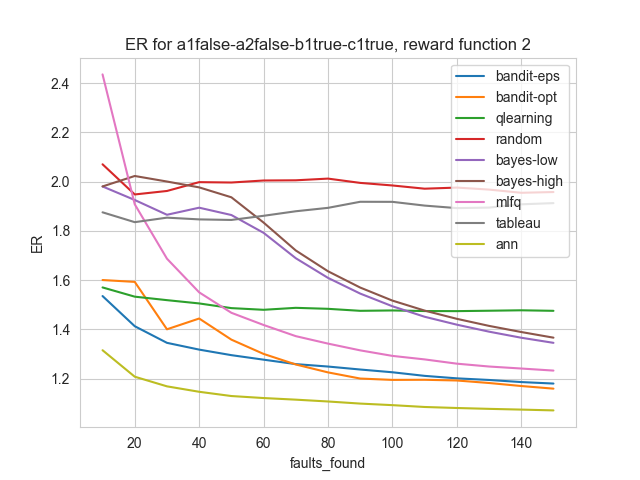 ER for a1false-a2false-b1true-c1true, reward function 2
ER
2.4
2.2
2.0
1.8
1.6
1.4
1.2
20
40
60
80
100
120
140
faults_found
bandit-eps
bandit-opt
qlearning
random
bayes-low
bayes-high
mlfq
tableau
ann